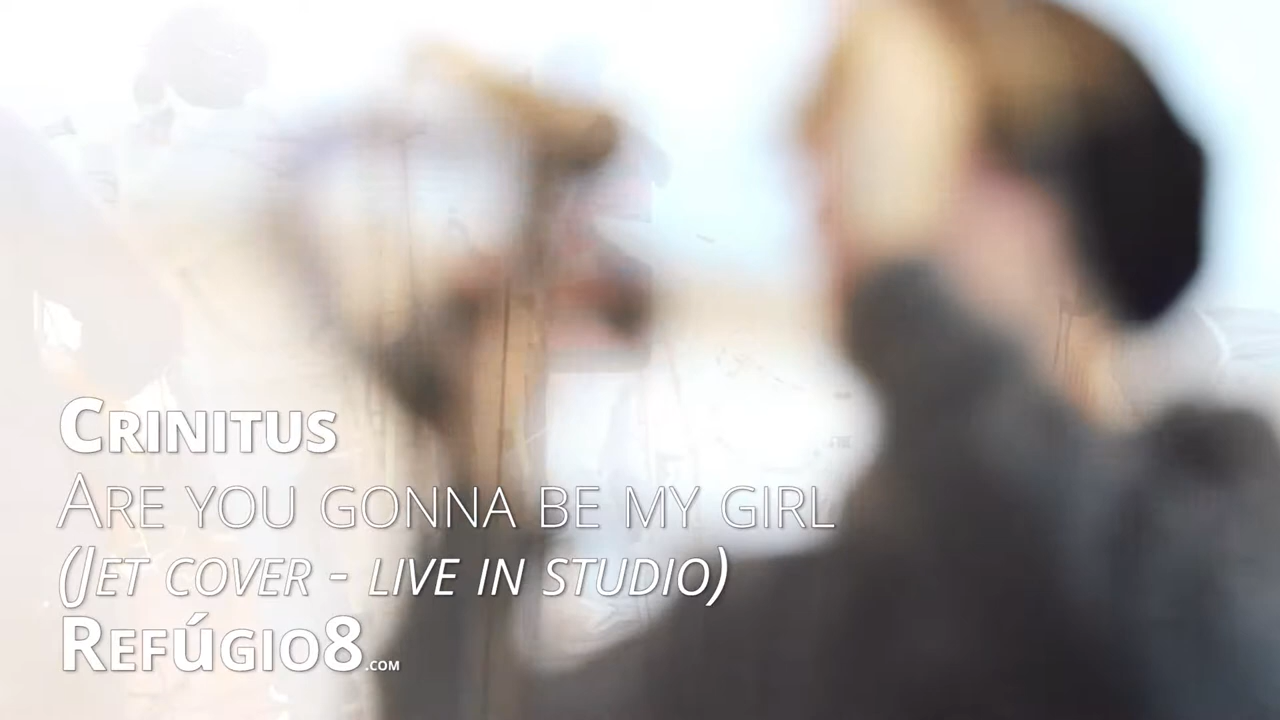 Crinitus
Are you gonna be my girl
(Jet cover - live in studio)
Refúgio8.com